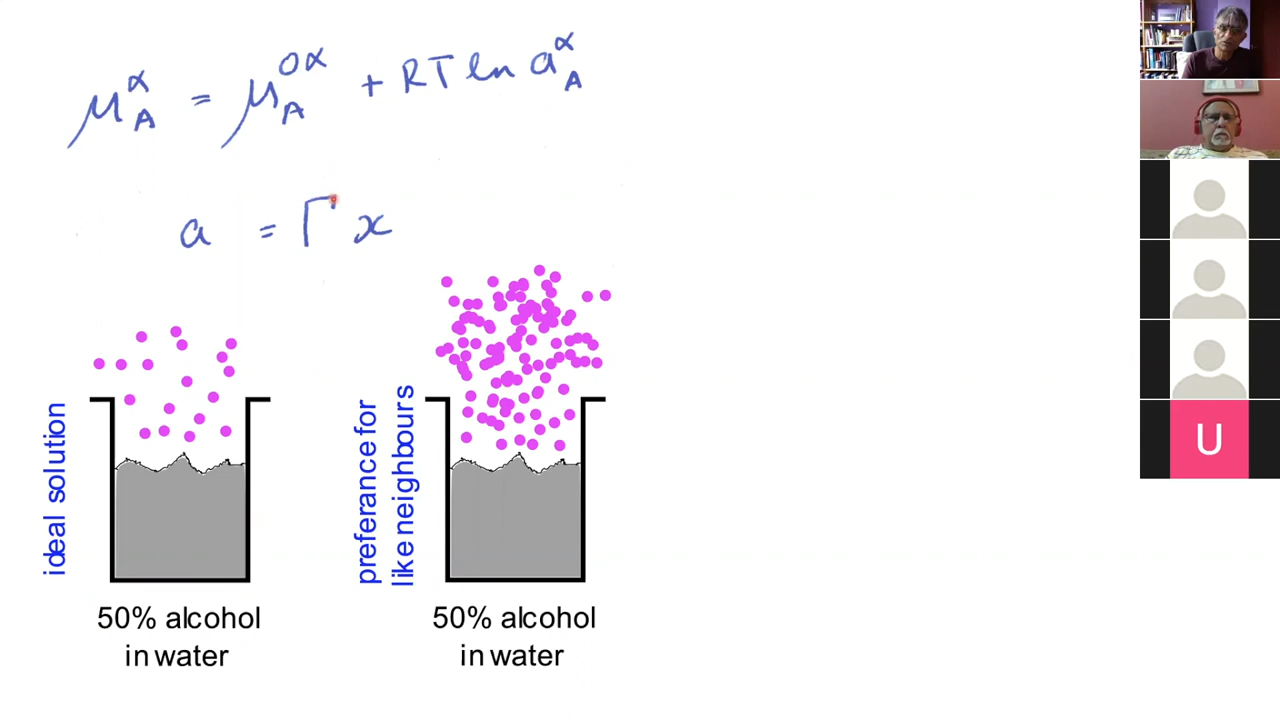 μ_A^α = μ_A^{oα} + RT ln a_A^α
a = Γ x
ideal solution
preferance for
like neighbours
50% alcohol
in water
50% alcohol
in water
U